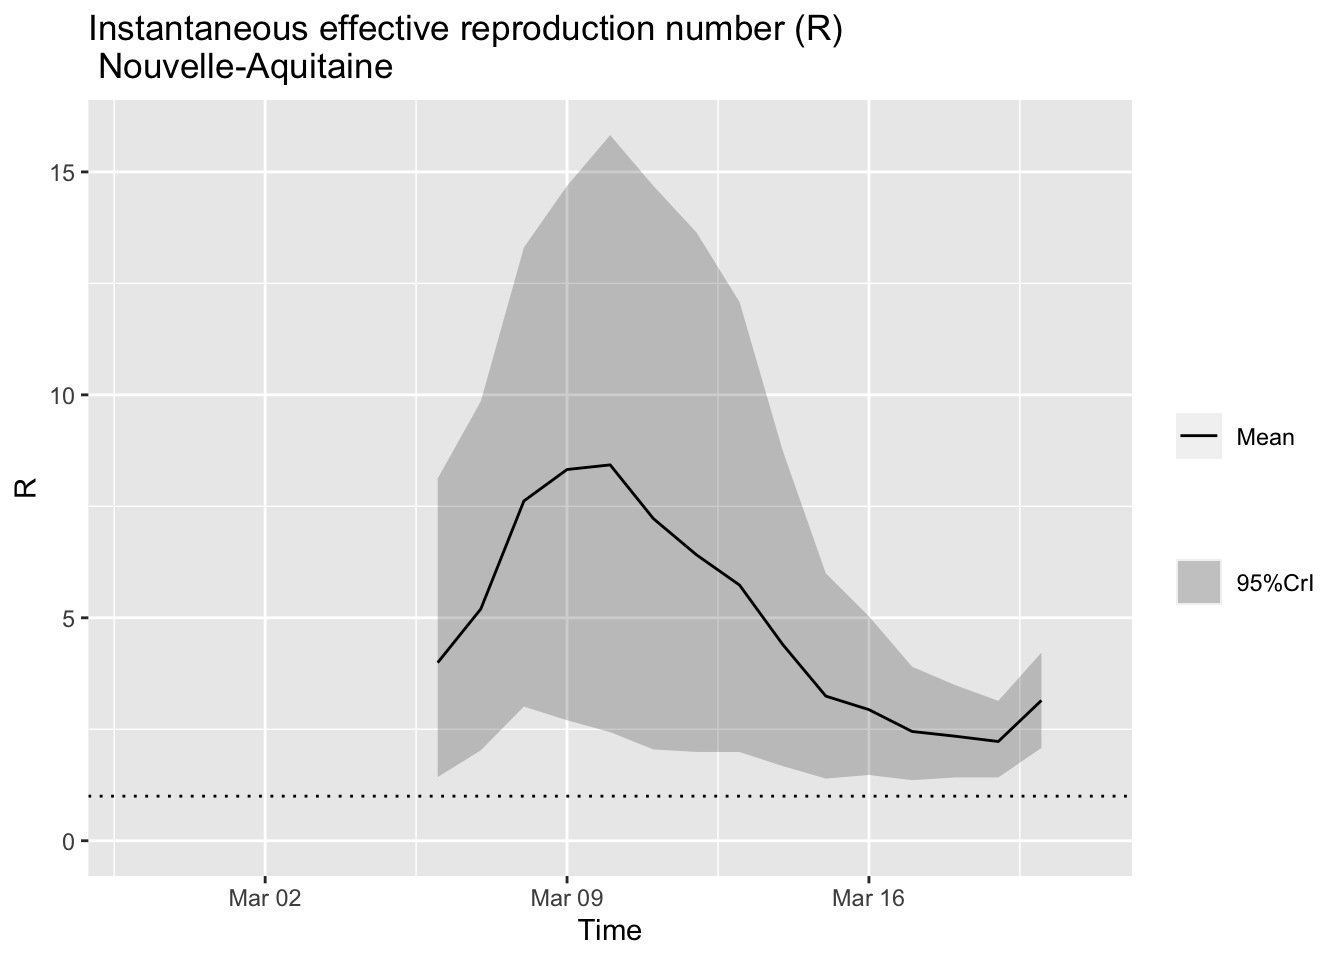 Instantaneous effective reproduction number (R)
Nouvelle-Aquitaine
15
10
5
0
R
Mar 02
Mar 09
Mar 16
Time
Mean
95%CrI